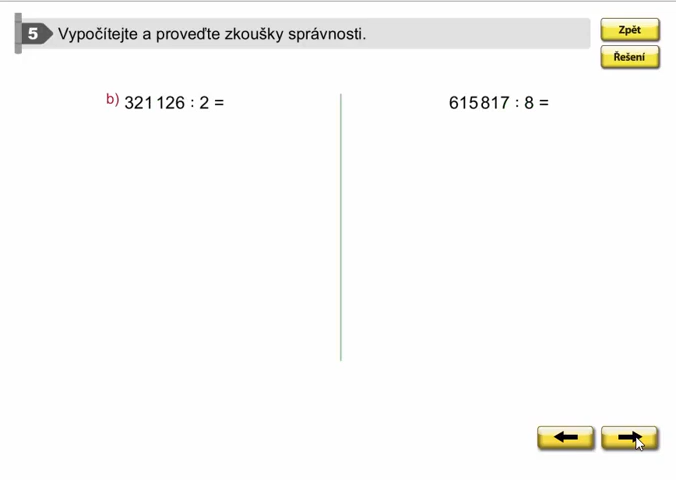 5 Vypočítejte a proveďte zkoušky správnosti.
Zpět
Řešení
b) 321 126 : 2 =
615 817 : 8 =